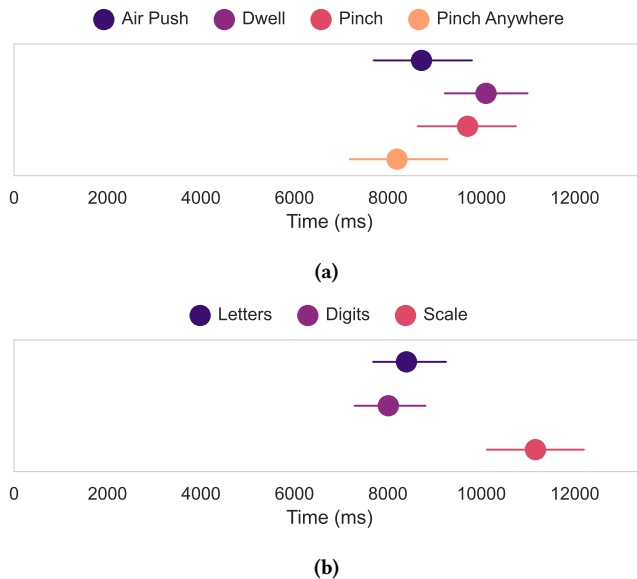 Air Push Dwell Pinch Pinch Anywhere
0 2000 4000 6000 8000 10000 12000
Time (ms)
(a)
Letters Digits Scale
0 2000 4000 6000 8000 10000 12000
Time (ms)
(b)